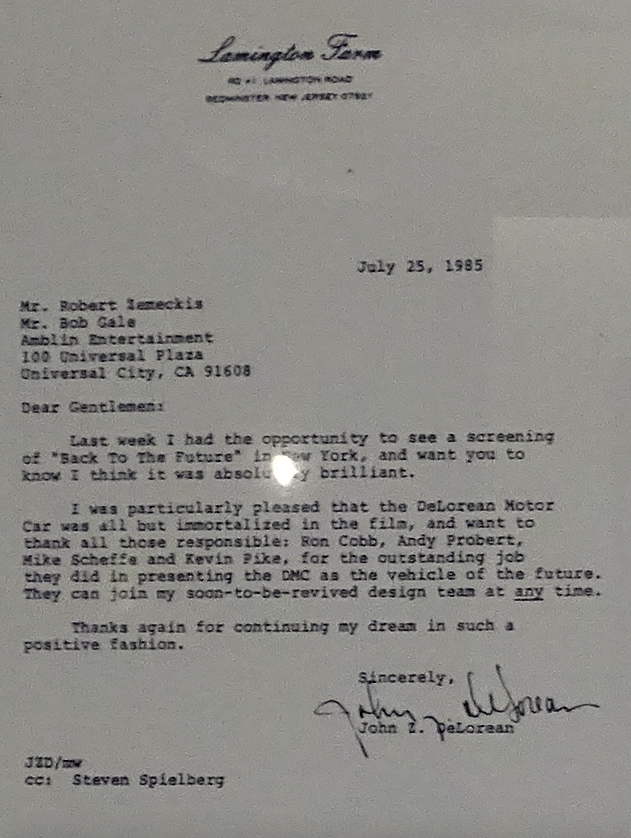 Lamington Farm
RD #1 LAMINGTON ROAD
BEDMINSTER, NEW JERSEY 07921
July 25, 1985
Mr. Robert Zemeckis
Mr. Bob Gale
Amblin Entertainment
100 Universal Plaza
Universal City, CA 91608
Dear Gentlemen:
Last week I had the opportunity to see a screening
of "Back To The Future" in New York, and want you to
know I think it was absolutely brilliant.
I was particularly pleased that the DeLorean Motor
Car was all but immortalized in the film, and want to
thank all those responsible: Ron Cobb, Andy Probert,
Mike Scheffe and Kevin Pike, for the outstanding job
they did in presenting the DMC as the vehicle of the future.
They can join my soon-to-be-revived design team at any time.
Thanks again for continuing my dream in such a
positive fashion.
Sincerely,
John DeLorean
John Z. DeLorean
JZD/mw
cc: Steven Spielberg